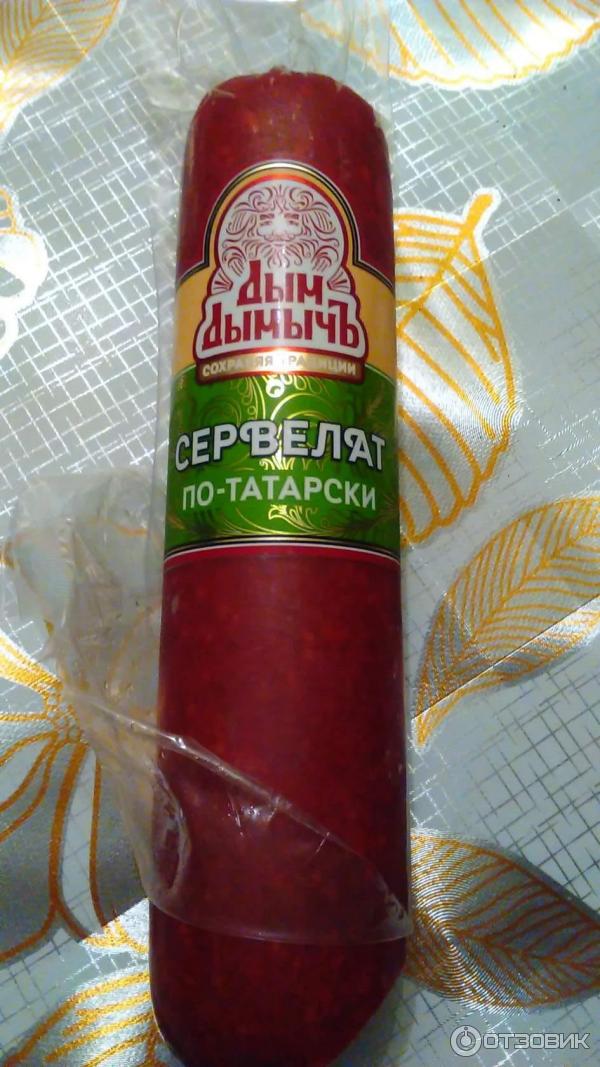 Дым
ДымычЪ
СОХРАНЯЯ ТРАДИЦИИ
СЕРВЕЛАТ
ПО-ТАТАРСКИ
ОТЗОВИК